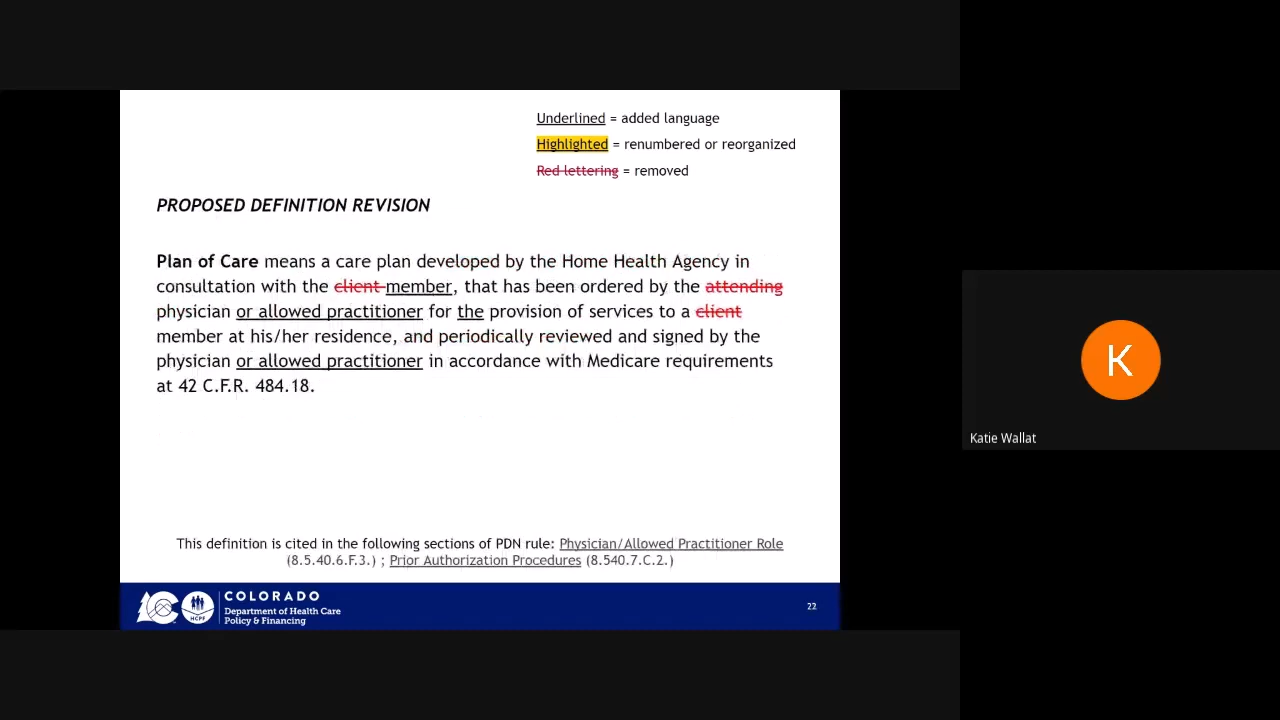 Underlined = added language
Highlighted = renumbered or reorganized
Red lettering = removed
PROPOSED DEFINITION REVISION
Plan of Care means a care plan developed by the Home Health Agency in
consultation with the client member, that has been ordered by the attending
physician or allowed practitioner for the provision of services to a client
member at his/her residence, and periodically reviewed and signed by the
physician or allowed practitioner in accordance with Medicare requirements
at 42 C.F.R. 484.18.
This definition is cited in the following sections of PDN rule: Physician/Allowed Practitioner Role
(8.5.40.6.F.3.) ; Prior Authorization Procedures (8.540.7.C.2.)
HCPF
COLORADO
Department of Health Care
Policy & Financing
22
K
Katie Wallat